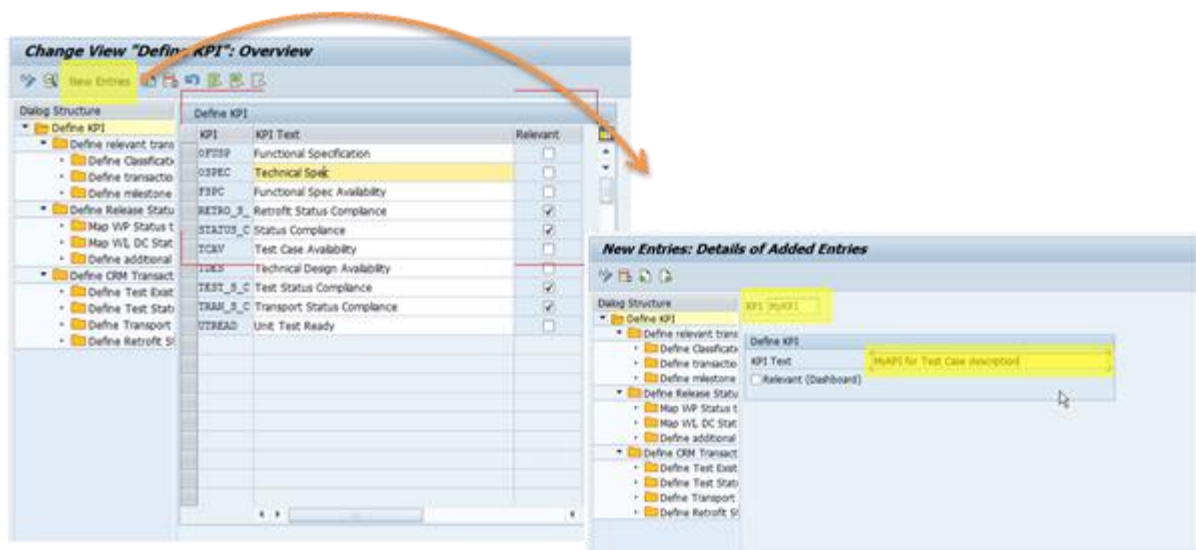 Change View "Define KPI": Overview
New Entries
Dialog Structure
Define KPI
Define relevant trans
Define Classificatio
Define transactio
Define milestone
Define Release Statu
Map WP Status t
Map WI, DC Stat
Define additional
Define CRM Transact
Define Test Exist
Define Test Stat
Define Transport
Define Retrofit St
Define KPI
KPI KPI Text Relevant
Functional Specification
OSPEC Technical Spec
FSPC Functional Spec Availability
RETRO_S_ Retrofit Status Compliance
STATUS_C Status Compliance
TCAV Test Case Availability
TDES Technical Design Availability
TEST_S_C Test Status Compliance
TRAN_S_C Transport Status Compliance
UTREAD Unit Test Ready
New Entries: Details of Added Entries
Dialog Structure
Define KPI
Define relevant trans
Define Classificatio
Define transactio
Define milestone
Define Release Statu
Map WP Status t
Map WI, DC Stat
Define additional
Define CRM Transact
Define Test Exist
Define Test Stat
Define Transport
Define Retrofit St
KPI MyKPI
Define KPI
KPI Text MyKPI for Test Case description
Relevant (Dashboard)